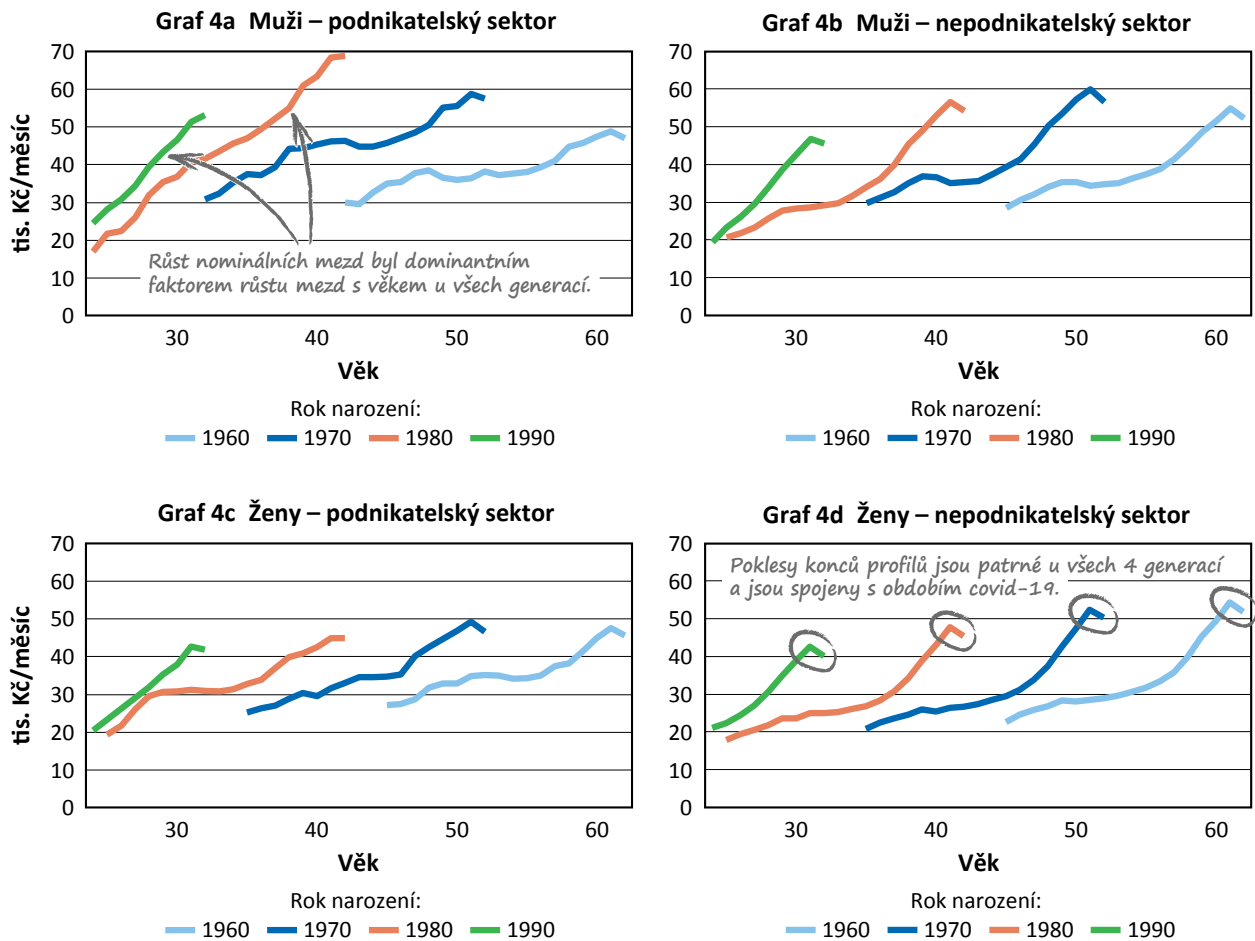 Graf 4a Muži – podnikatelský sektor
tis. Kč/měsíc
70
60
50
40
30
20
10
0
Růst nominálních mezd byl dominantním
faktorem růstu mezd s věkem u všech generací.
30 40 50 60
Věk
Rok narození:
1960 1970 1980 1990
Graf 4b Muži – nepodnikatelský sektor
70
60
50
40
30
20
10
0
30 40 50 60
Věk
Rok narození:
1960 1970 1980 1990
Graf 4c Ženy – podnikatelský sektor
tis. Kč/měsíc
70
60
50
40
30
20
10
0
30 40 50 60
Věk
Rok narození:
1960 1970 1980 1990
Graf 4d Ženy – nepodnikatelský sektor
70
60
50
40
30
20
10
0
Poklesy konců profilů jsou patrné u všech 4 generací
a jsou spojeny s obdobím covid-19.
30 40 50 60
Věk
Rok narození:
1960 1970 1980 1990